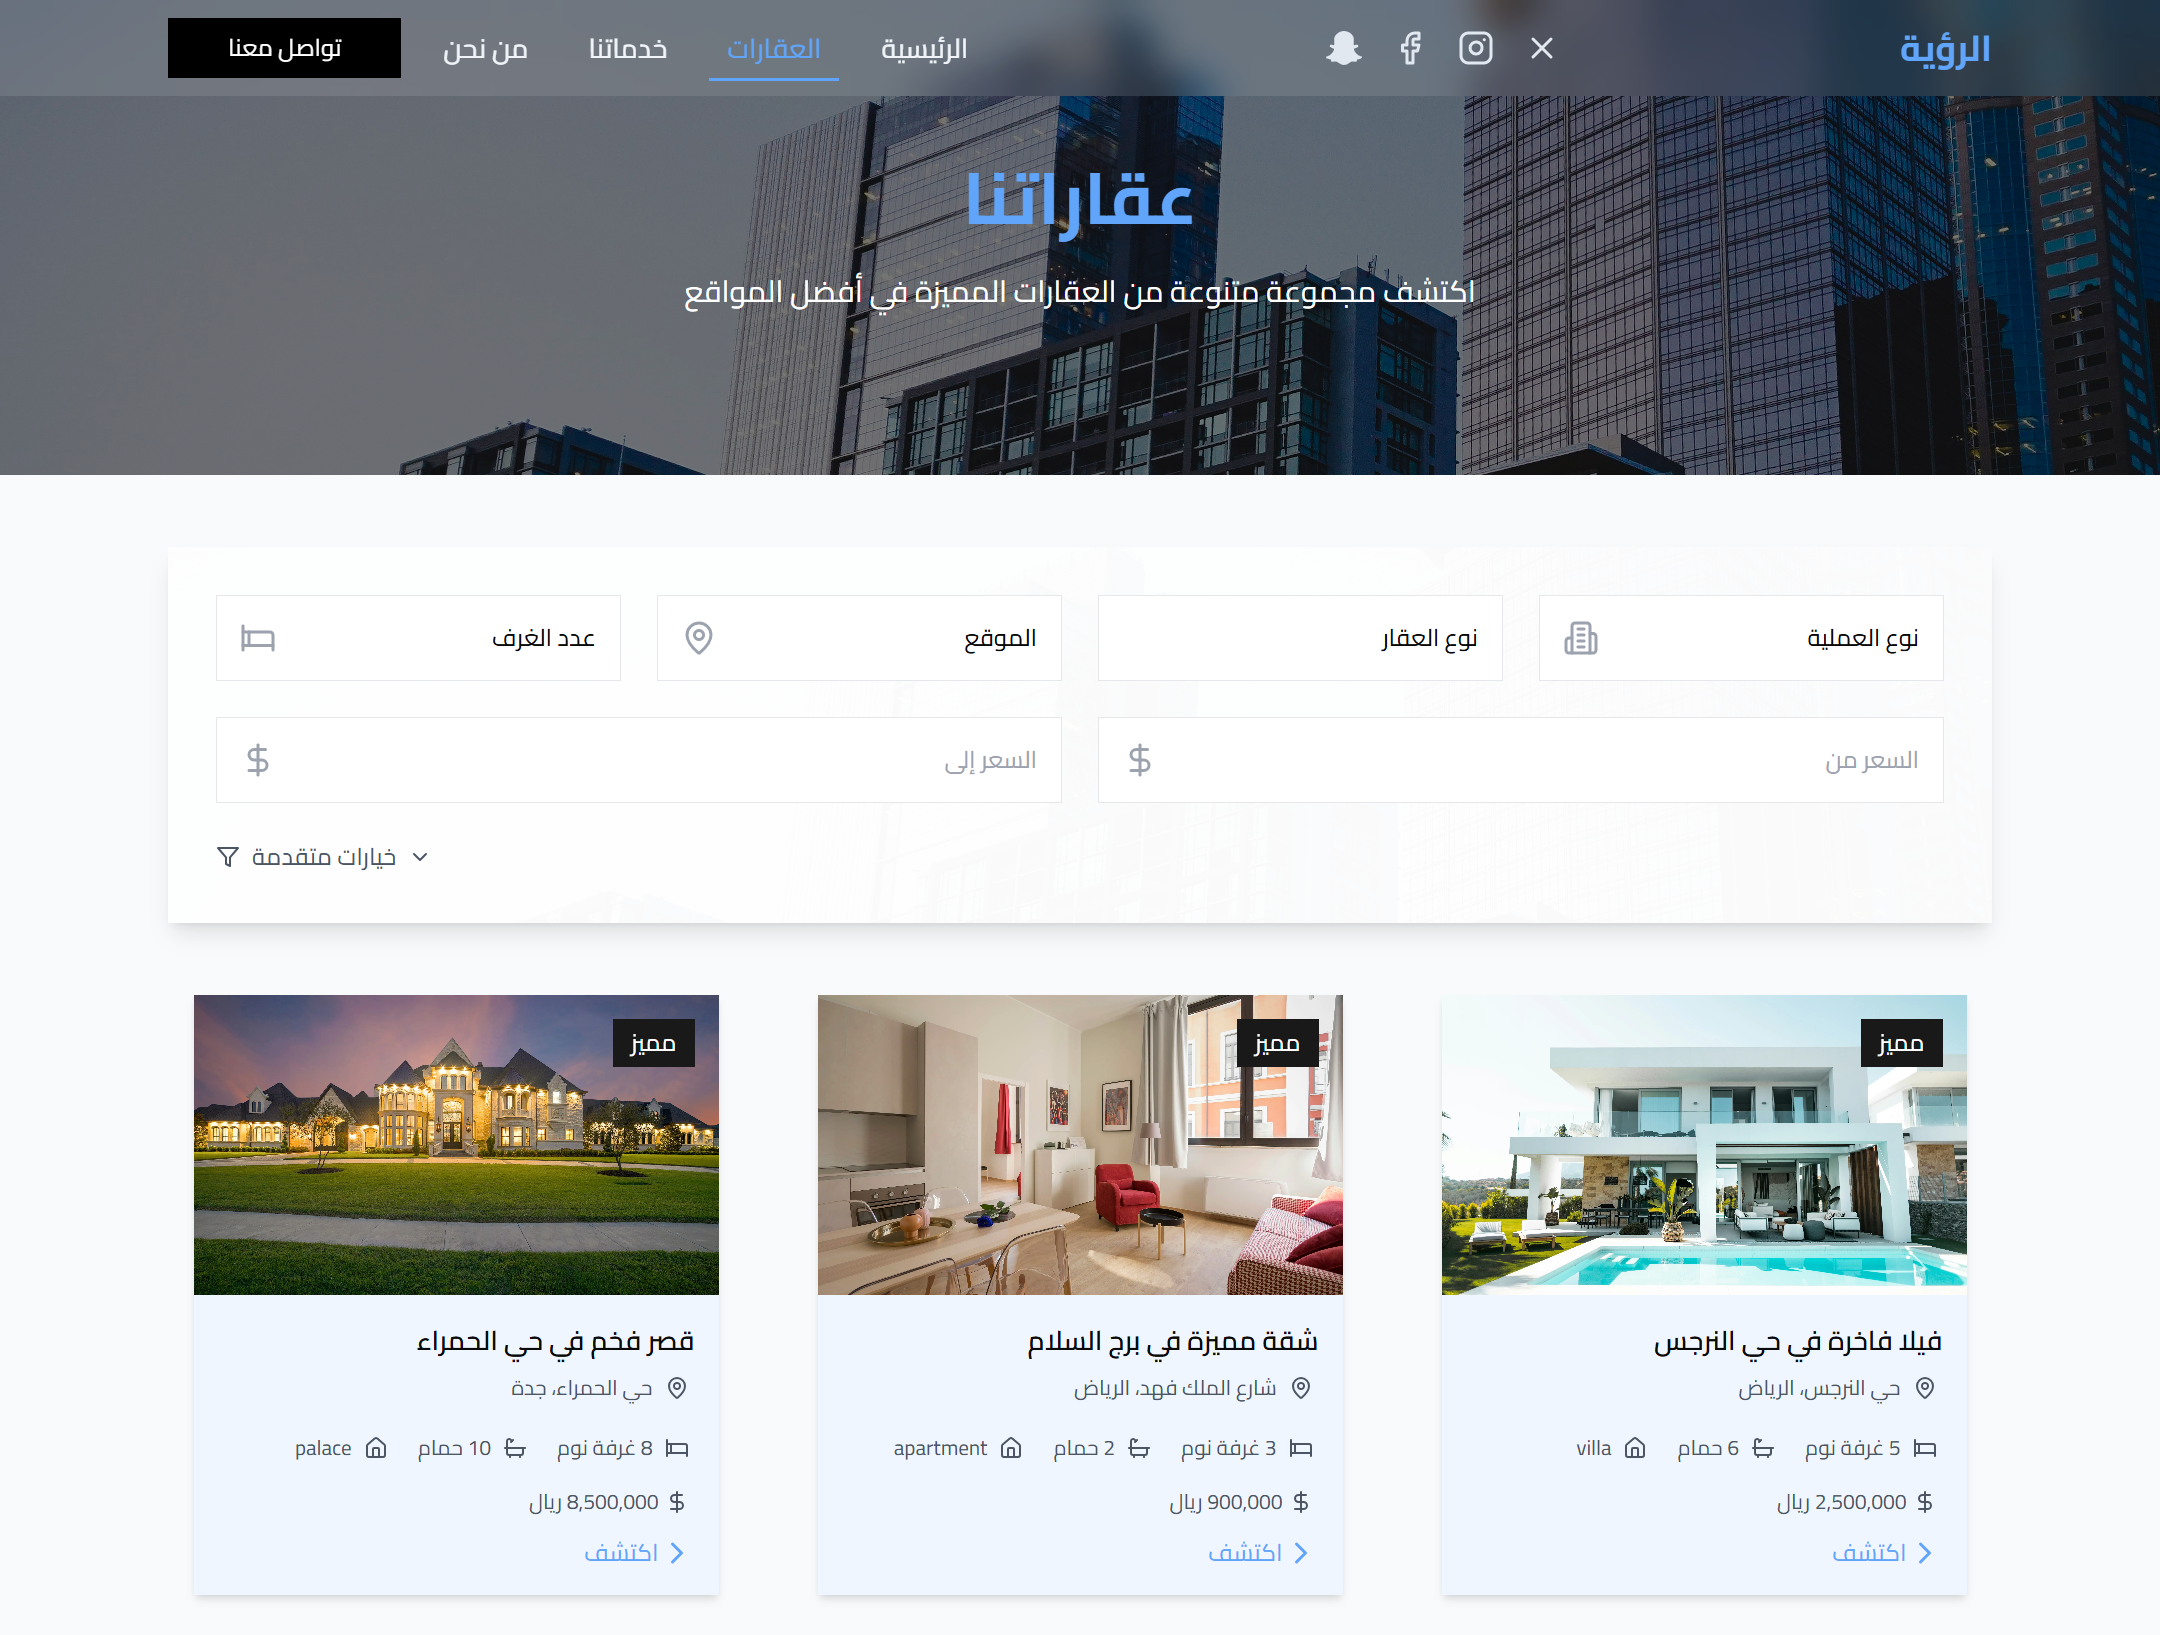 الرؤية
الرئيسية
العقارات
خدماتنا
من نحن
تواصل معنا
عقاراتنا
اكتشف مجموعة متنوعة من العقارات المميزة في أفضل المواقع
نوع العملية
نوع العقار
الموقع
عدد الغرف
السعر من
السعر إلى
خيارات متقدمة
مميز
فيلا فاخرة في حي النرجس
حي النرجس، الرياض
5 غرفة نوم 6 حمام villa
2,500,000 ريال
اكتشف
مميز
شقة مميزة في برج السلام
شارع الملك فهد، الرياض
3 غرفة نوم 2 حمام apartment
900,000 ريال
اكتشف
مميز
قصر فخم في حي الحمراء
حي الحمراء، جدة
8 غرفة نوم 10 حمام palace
8,500,000 ريال
اكتشف